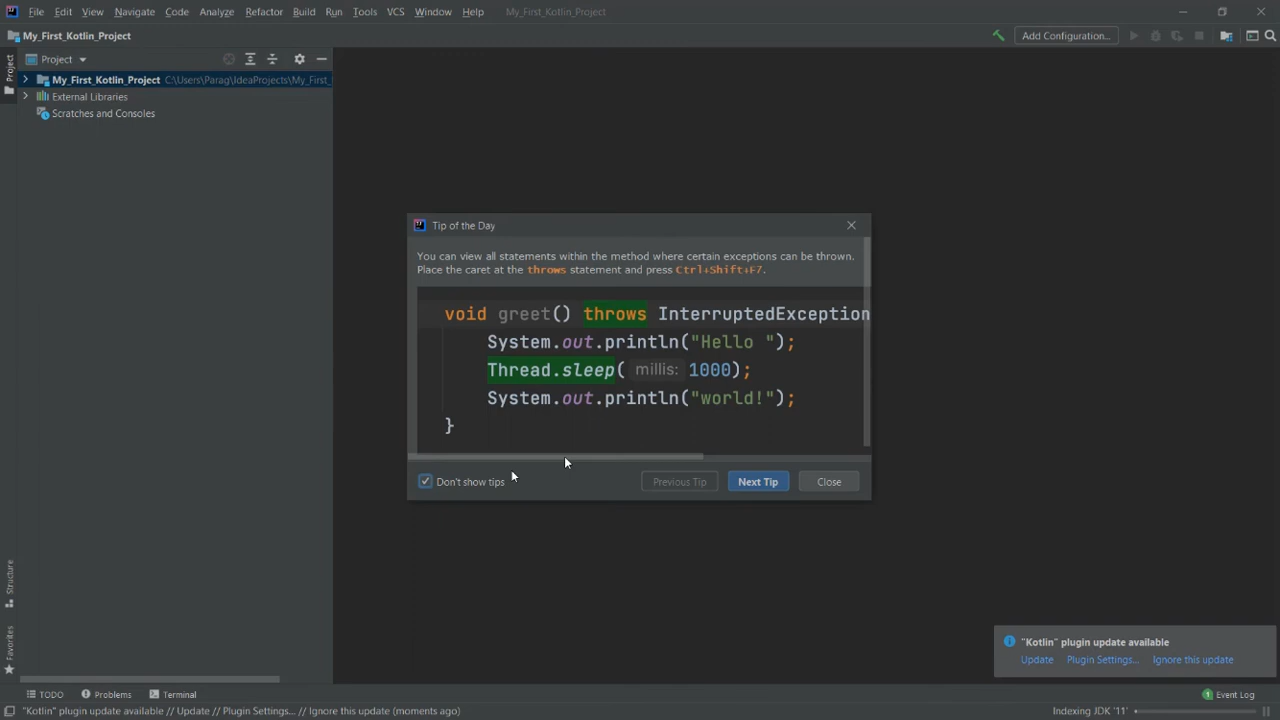 File Edit View Navigate Code Analyze Refactor Build Run Tools VCS Window Help My_First_Kotlin_Project
My_First_Kotlin_Project Add Configuration...
Project Project
My_First_Kotlin_Project C:\Users\Parag\IdeaProjects\My_First_
External Libraries
Scratches and Consoles
Tip of the Day
You can view all statements within the method where certain exceptions can be thrown.
Place the caret at the throws statement and press Ctrl+Shift+F7.
void greet() throws InterruptedException
System.out.println("Hello ");
Thread.sleep( millis: 1000);
System.out.println("world!");
}
Don't show tips Previous Tip Next Tip Close
Structure
Favorites
"Kotlin" plugin update available
Update Plugin Settings... Ignore this update
TODO Problems Terminal 1 Event Log
"Kotlin" plugin update available // Update // Plugin Settings... // Ignore this update (moments ago) Indexing JDK '11'